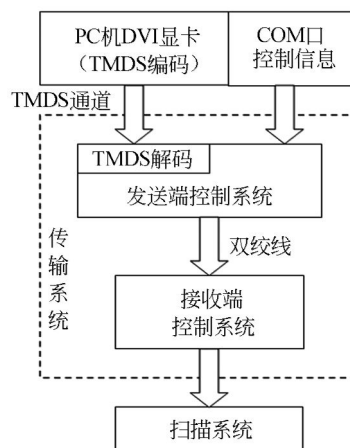 PC机DVI显卡
(TMDS编码)
COM口
控制信息
TMDS通道
TMDS解码
发送端控制系统
传输系统
双绞线
接收端
控制系统
扫描系统